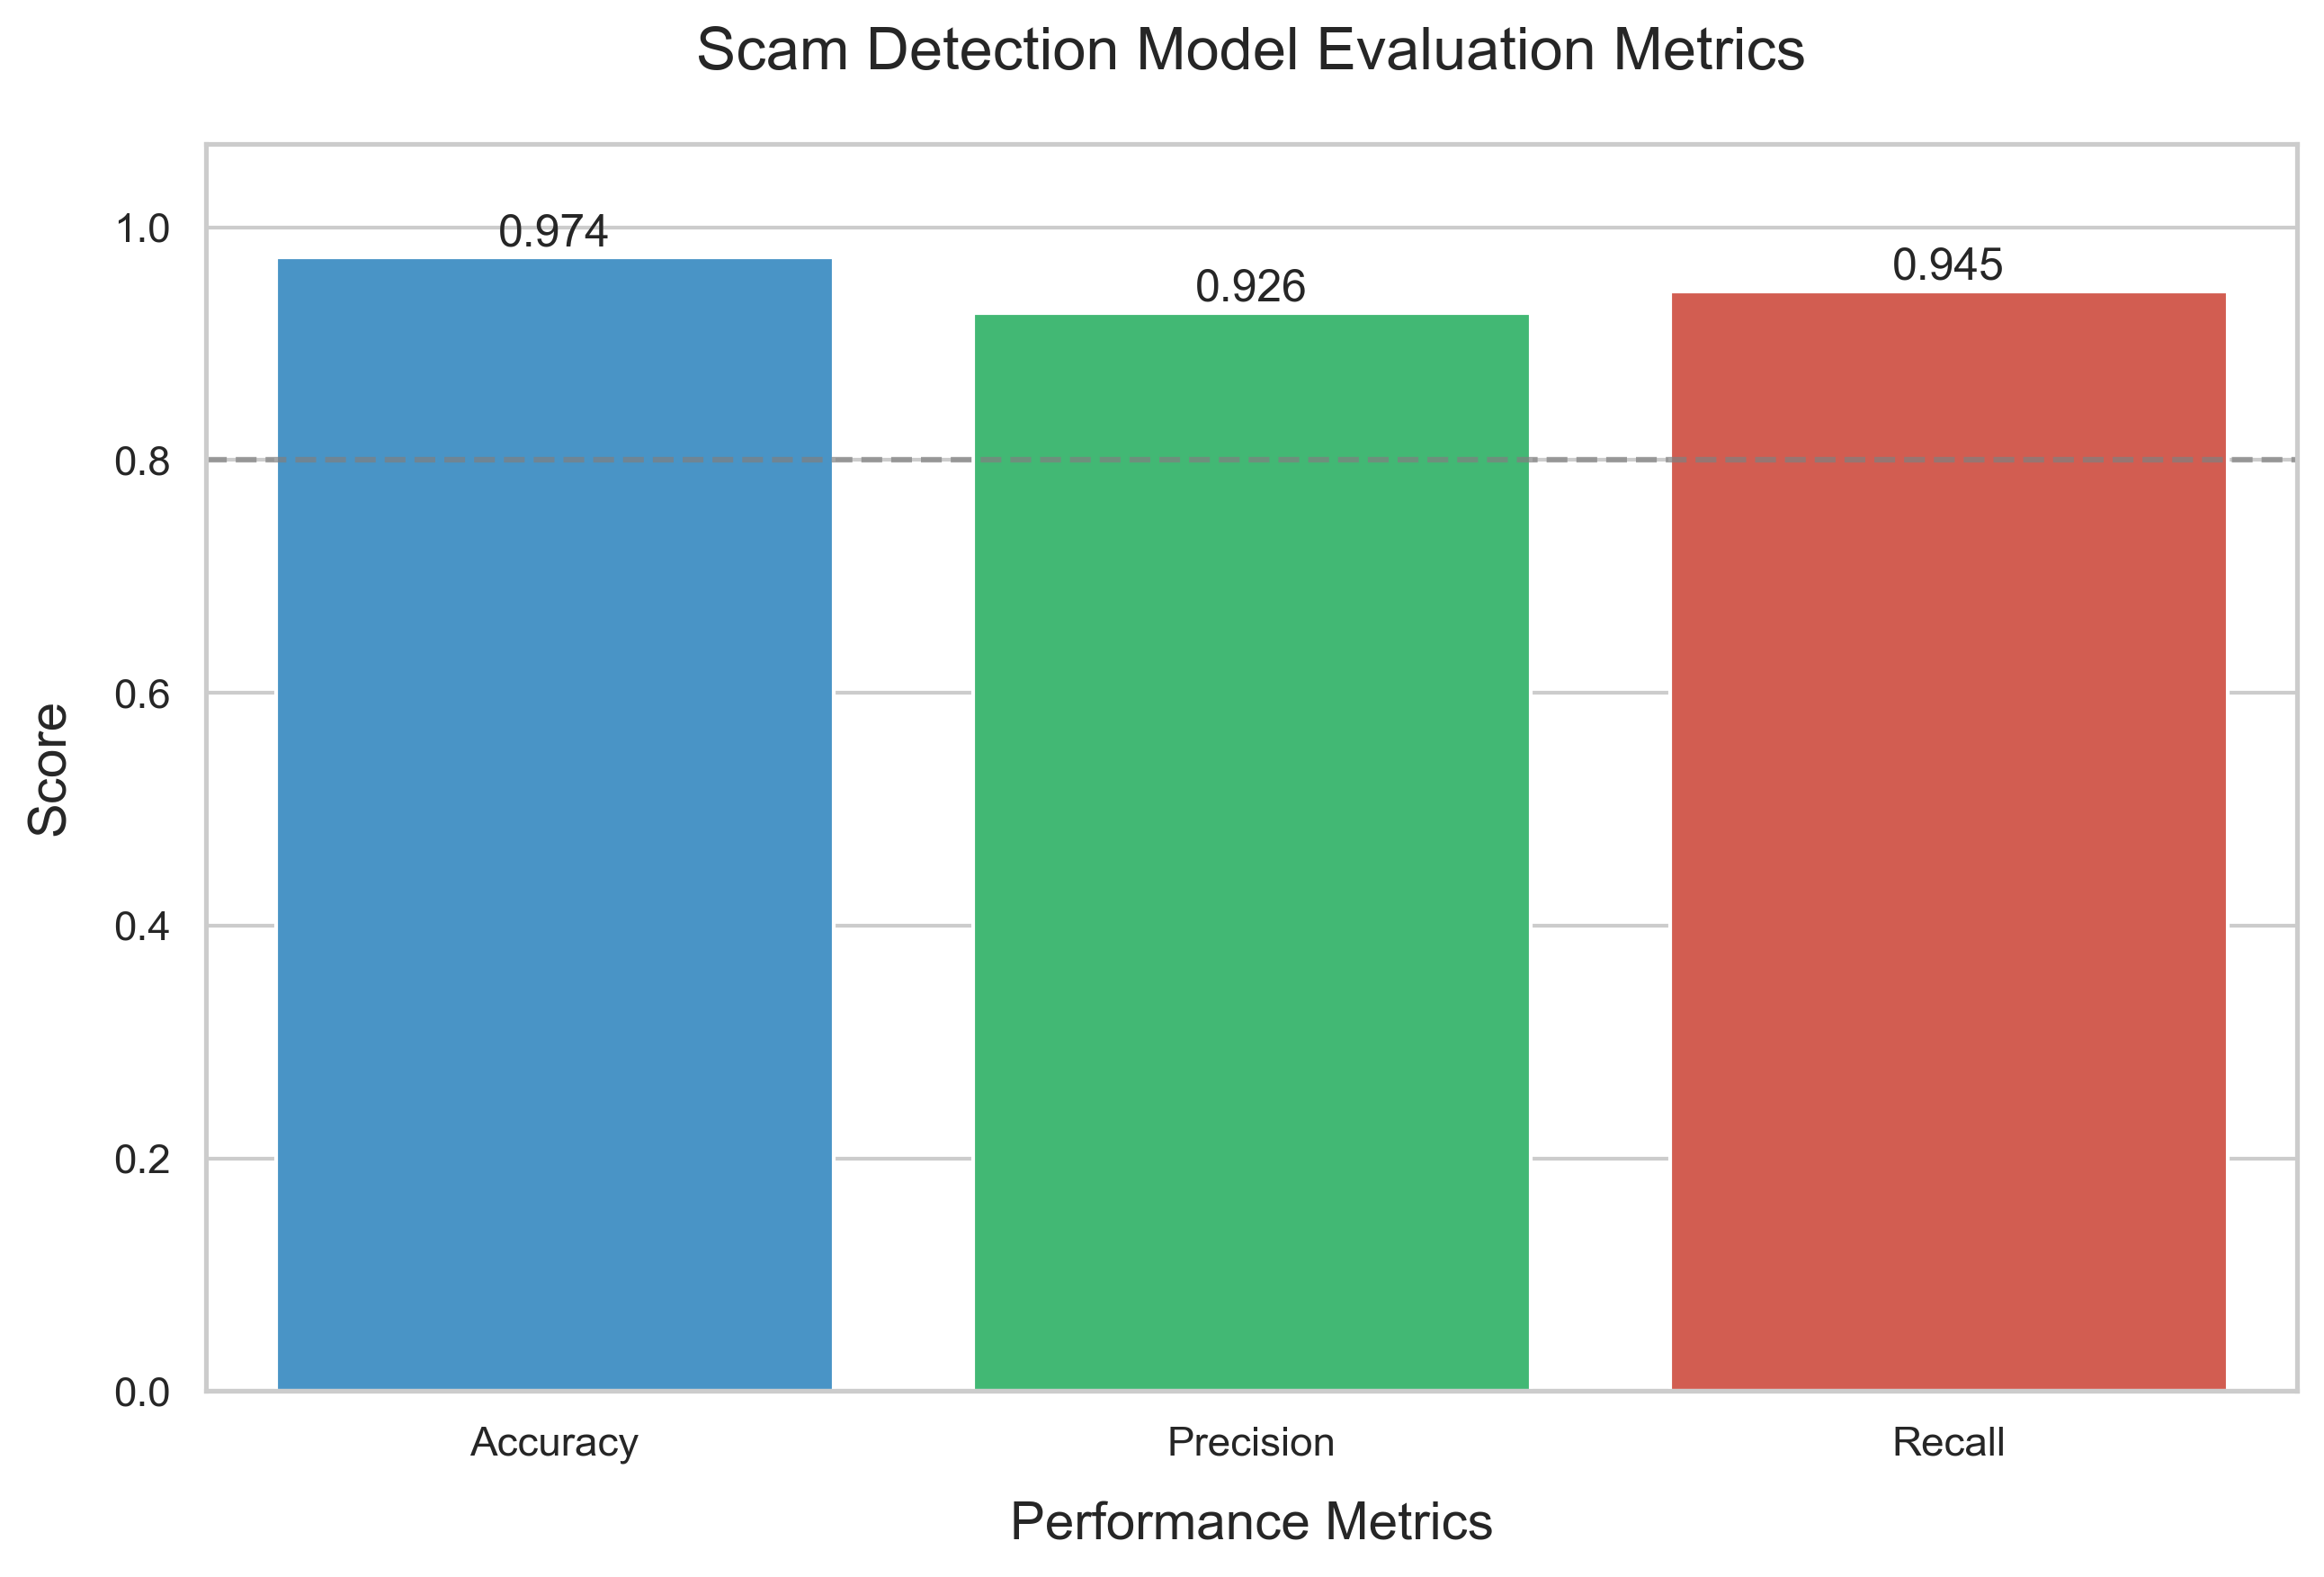 Scam Detection Model Evaluation Metrics
1.0
0.974
0.926
0.945
0.8
0.6
0.4
0.2
0.0
Score
Accuracy
Precision
Recall
Performance Metrics